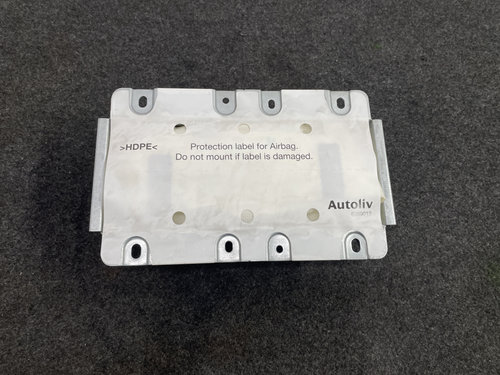 >HDPE<
Protection label for Airbag.
Do not mount if label is damaged.
Autoliv